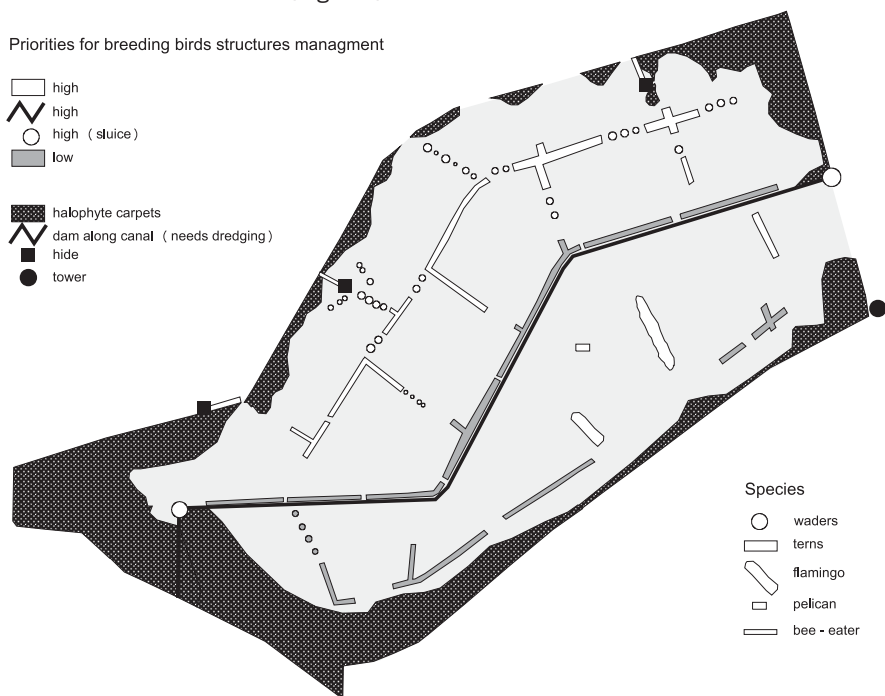 Priorities for breeding birds structures managment
high
high
high ( sluice )
low
halophyte carpets
dam along canal ( needs dredging )
hide
tower
Species
waders
terns
flamingo
pelican
bee - eater